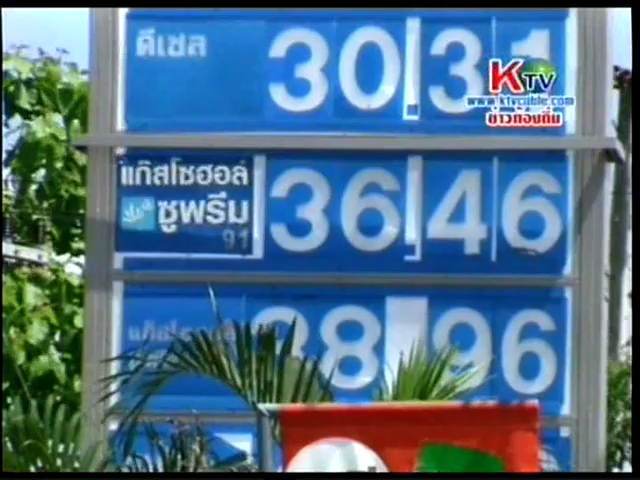 ดีเซล 30.31
KTV
www.ktvcable.com
ข่าวท้องถิ่น
แก๊สโซฮอล์ 36.46
ซูพรีม
91
38.96